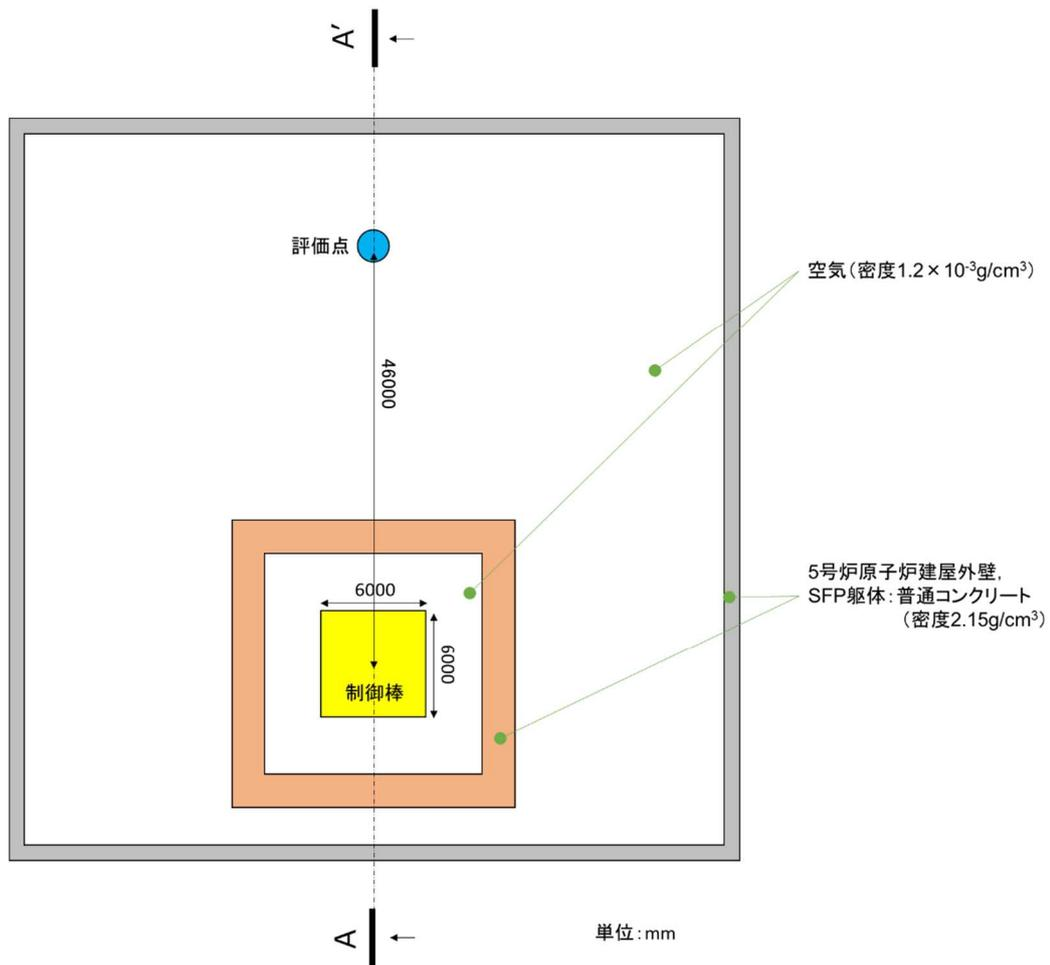 A′
評価点
空気(密度1.2×10⁻³g/cm³)
46000
5号炉原子炉建屋外壁,
SFP躯体:普通コンクリート
(密度2.15g/cm³)
6000
6000
制御棒
A
単位:mm